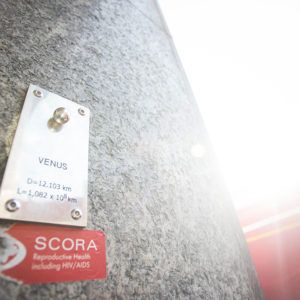 VENUS
D=12,103 km
L=1,082 x 10⁸ km
SCORA
Reproductive Health
including HIV/AIDS